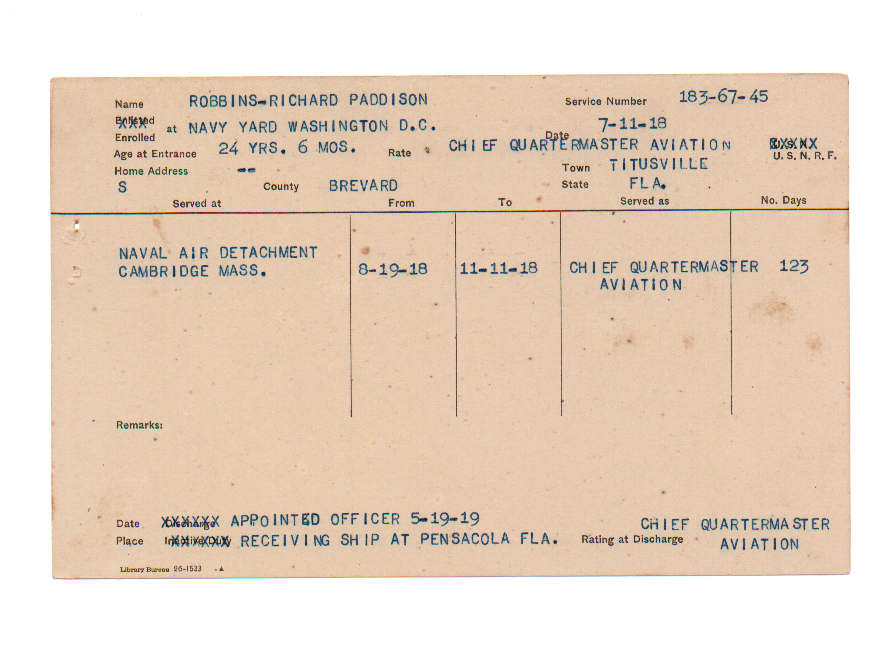 Name ROBBINS-RICHARD PADDISON Service Number 183-67-45
Enlisted
Enrolled at NAVY YARD WASHINGTON D.C. Date 7-11-18
Age at Entrance 24 YRS. 6 MOS. Rate CHIEF QUARTERMASTER AVIATION U. S. N. R. F.
Home Address -- Town TITUSVILLE
S County BREVARD State FLA.
Served at From To Served as No. Days
NAVAL AIR DETACHMENT
CAMBRIDGE MASS. 8-19-18 11-11-18 CHIEF QUARTERMASTER 123
AVIATION
Remarks:
Date Discharge APPOINTED OFFICER 5-19-19 CHIEF QUARTERMASTER
Place Inactive Duty RECEIVING SHIP AT PENSACOLA FLA. Rating at Discharge AVIATION
Library Bureau 96-1533